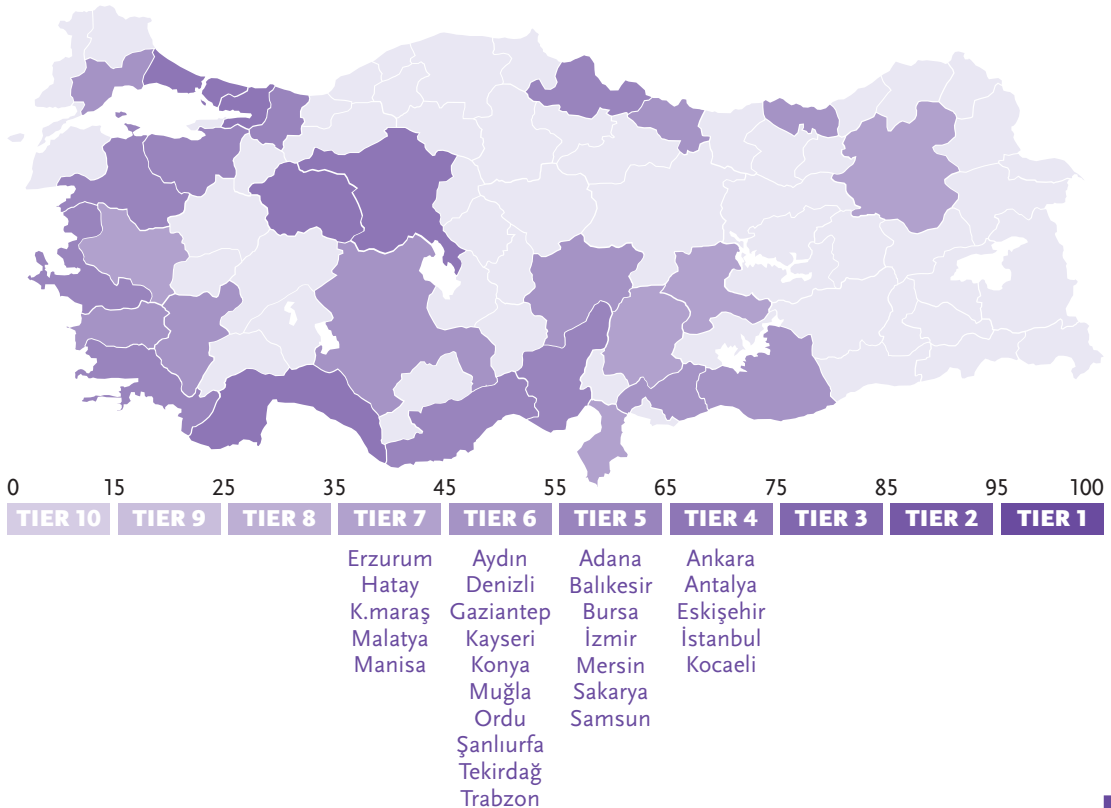 0 15 25 35 45 55 65 75 85 95 100
TIER 10 TIER 9 TIER 8 TIER 7 TIER 6 TIER 5 TIER 4 TIER 3 TIER 2 TIER 1
Erzurum Aydın Adana Ankara
Hatay Denizli Balıkesir Antalya
K.maraş Gaziantep Bursa Eskişehir
Malatya Kayseri İzmir İstanbul
Manisa Konya Mersin Kocaeli
Muğla Sakarya
Ordu Samsun
Şanlıurfa
Tekirdağ
Trabzon